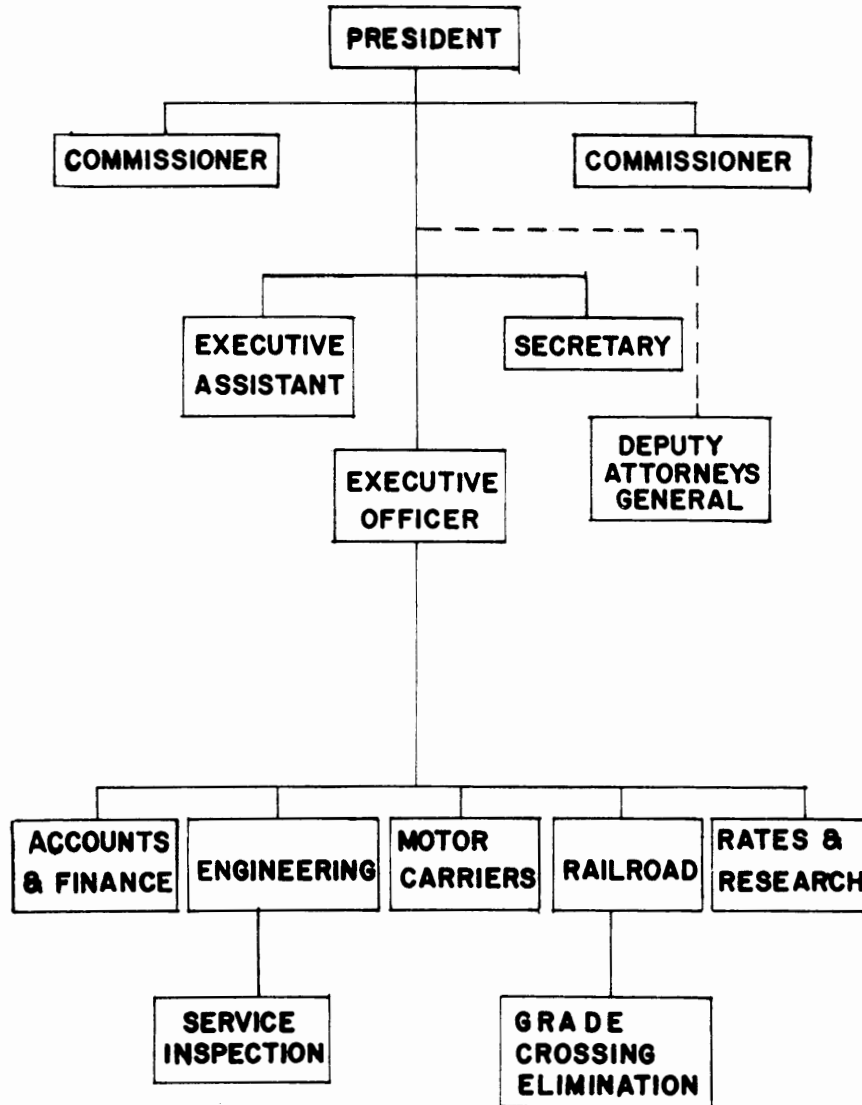 PRESIDENT
COMMISSIONER
COMMISSIONER
EXECUTIVE
ASSISTANT
SECRETARY
DEPUTY
ATTORNEYS
GENERAL
EXECUTIVE
OFFICER
ACCOUNTS
& FINANCE
ENGINEERING
MOTOR
CARRIERS
RAILROAD
RATES &
RESEARCH
SERVICE
INSPECTION
GRADE
CROSSING
ELIMINATION